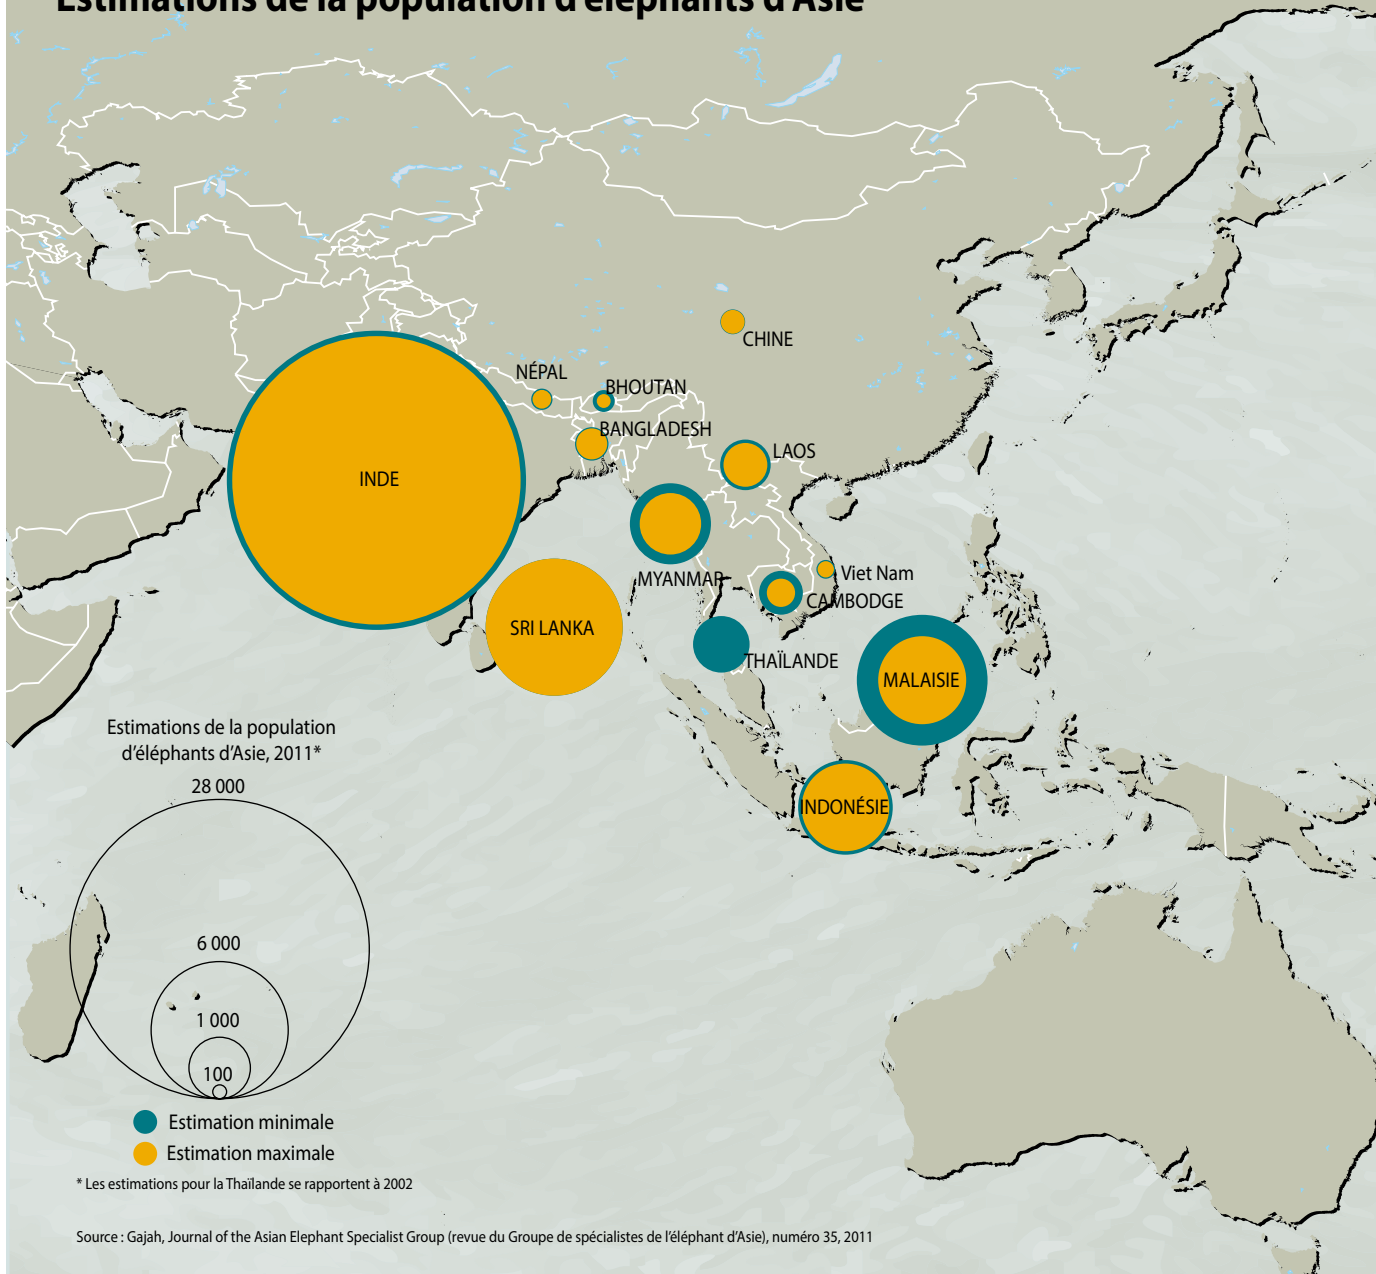 Estimations de la population d'éléphants d'Asie
CHINE
NÉPAL
BHOUTAN
BANGLADESH
LAOS
INDE
MYANMAR
Viet Nam
CAMBODGE
SRI LANKA
THAÏLANDE
MALAISIE
INDONÉSIE
Estimations de la population
d'éléphants d'Asie, 2011*
28 000
6 000
1 000
100
Estimation minimale
Estimation maximale
* Les estimations pour la Thaïlande se rapportent à 2002
Source : Gajah, Journal of the Asian Elephant Specialist Group (revue du Groupe de spécialistes de l'éléphant d'Asie), numéro 35, 2011